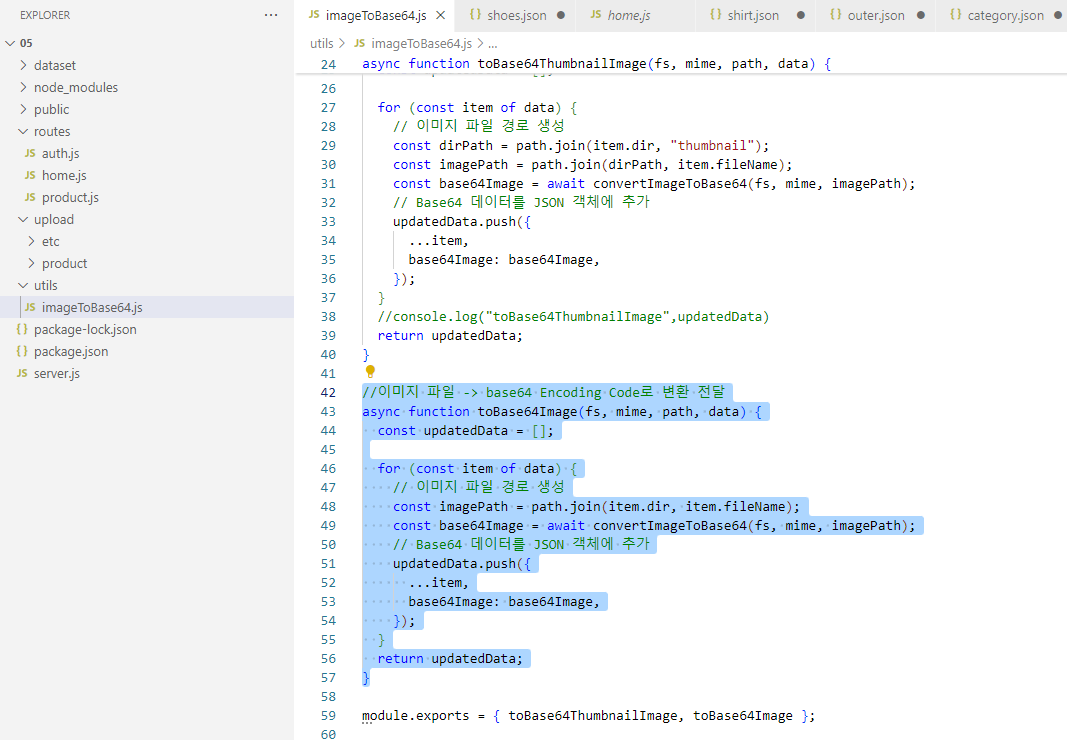 EXPLORER ...
05
dataset
node_modules
public
routes
JS auth.js
JS home.js
JS product.js
upload
etc
product
utils
JS imageToBase64.js
{} package-lock.json
{} package.json
JS server.js
JS imageToBase64.js × {} shoes.json ● JS home.js {} shirt.json ● {} outer.json ● {} category.json ●
utils > JS imageToBase64.js > ...
24 async function toBase64ThumbnailImage(fs, mime, path, data) {
26
27 for (const item of data) {
28 // 이미지 파일 경로 생성
29 const dirPath = path.join(item.dir, "thumbnail");
30 const imagePath = path.join(dirPath, item.fileName);
31 const base64Image = await convertImageToBase64(fs, mime, imagePath);
32 // Base64 데이터를 JSON 객체에 추가
33 updatedData.push({
34 ...item,
35 base64Image: base64Image,
36 });
37 }
38 //console.log("toBase64ThumbnailImage",updatedData)
39 return updatedData;
40 }
41
42 //이미지 파일 -> base64 Encoding Code로 변환 전달
43 async function toBase64Image(fs, mime, path, data) {
44 const updatedData = [];
45
46 for (const item of data) {
47 // 이미지 파일 경로 생성
48 const imagePath = path.join(item.dir, item.fileName);
49 const base64Image = await convertImageToBase64(fs, mime, imagePath);
50 // Base64 데이터를 JSON 객체에 추가
51 updatedData.push({
52 ...item,
53 base64Image: base64Image,
54 });
55 }
56 return updatedData;
57 }
58
59 module.exports = { toBase64ThumbnailImage, toBase64Image };
60